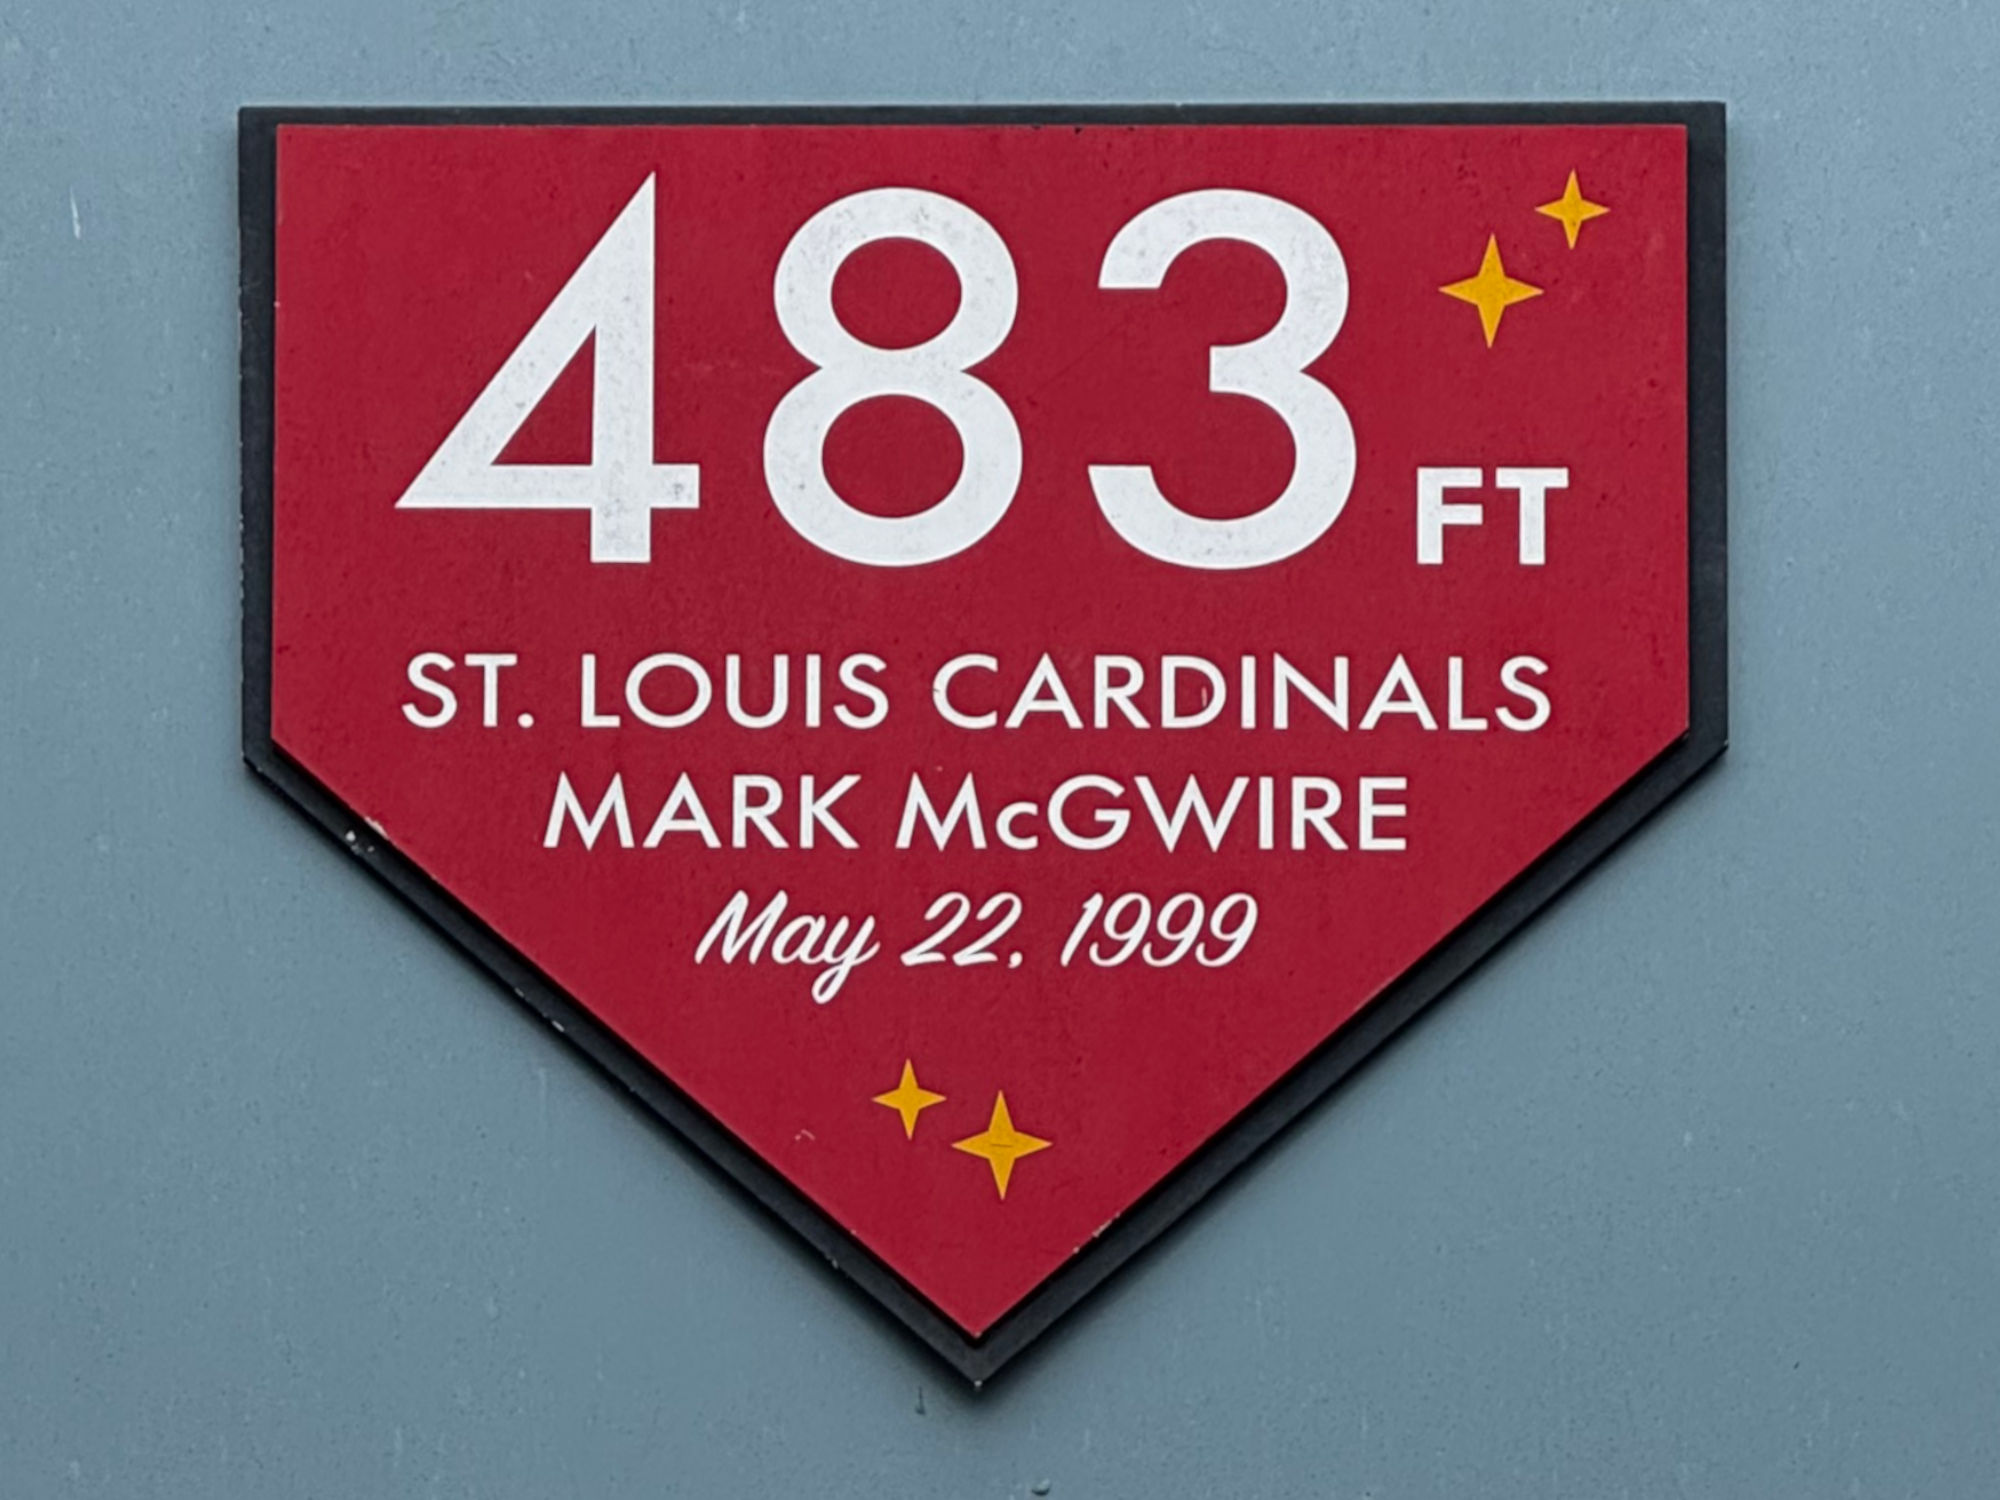 483 FT
ST. LOUIS CARDINALS
MARK McGWIRE
May 22, 1999